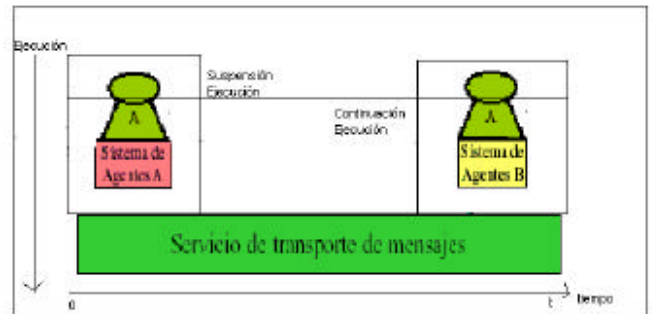 Ejecución
Suspensión
Ejecución
Continuación
Ejecución
A
A
Sistema de
Agentes A
Sistema de
Agentes B
Servicio de transporte de mensajes
0
t
tiempo